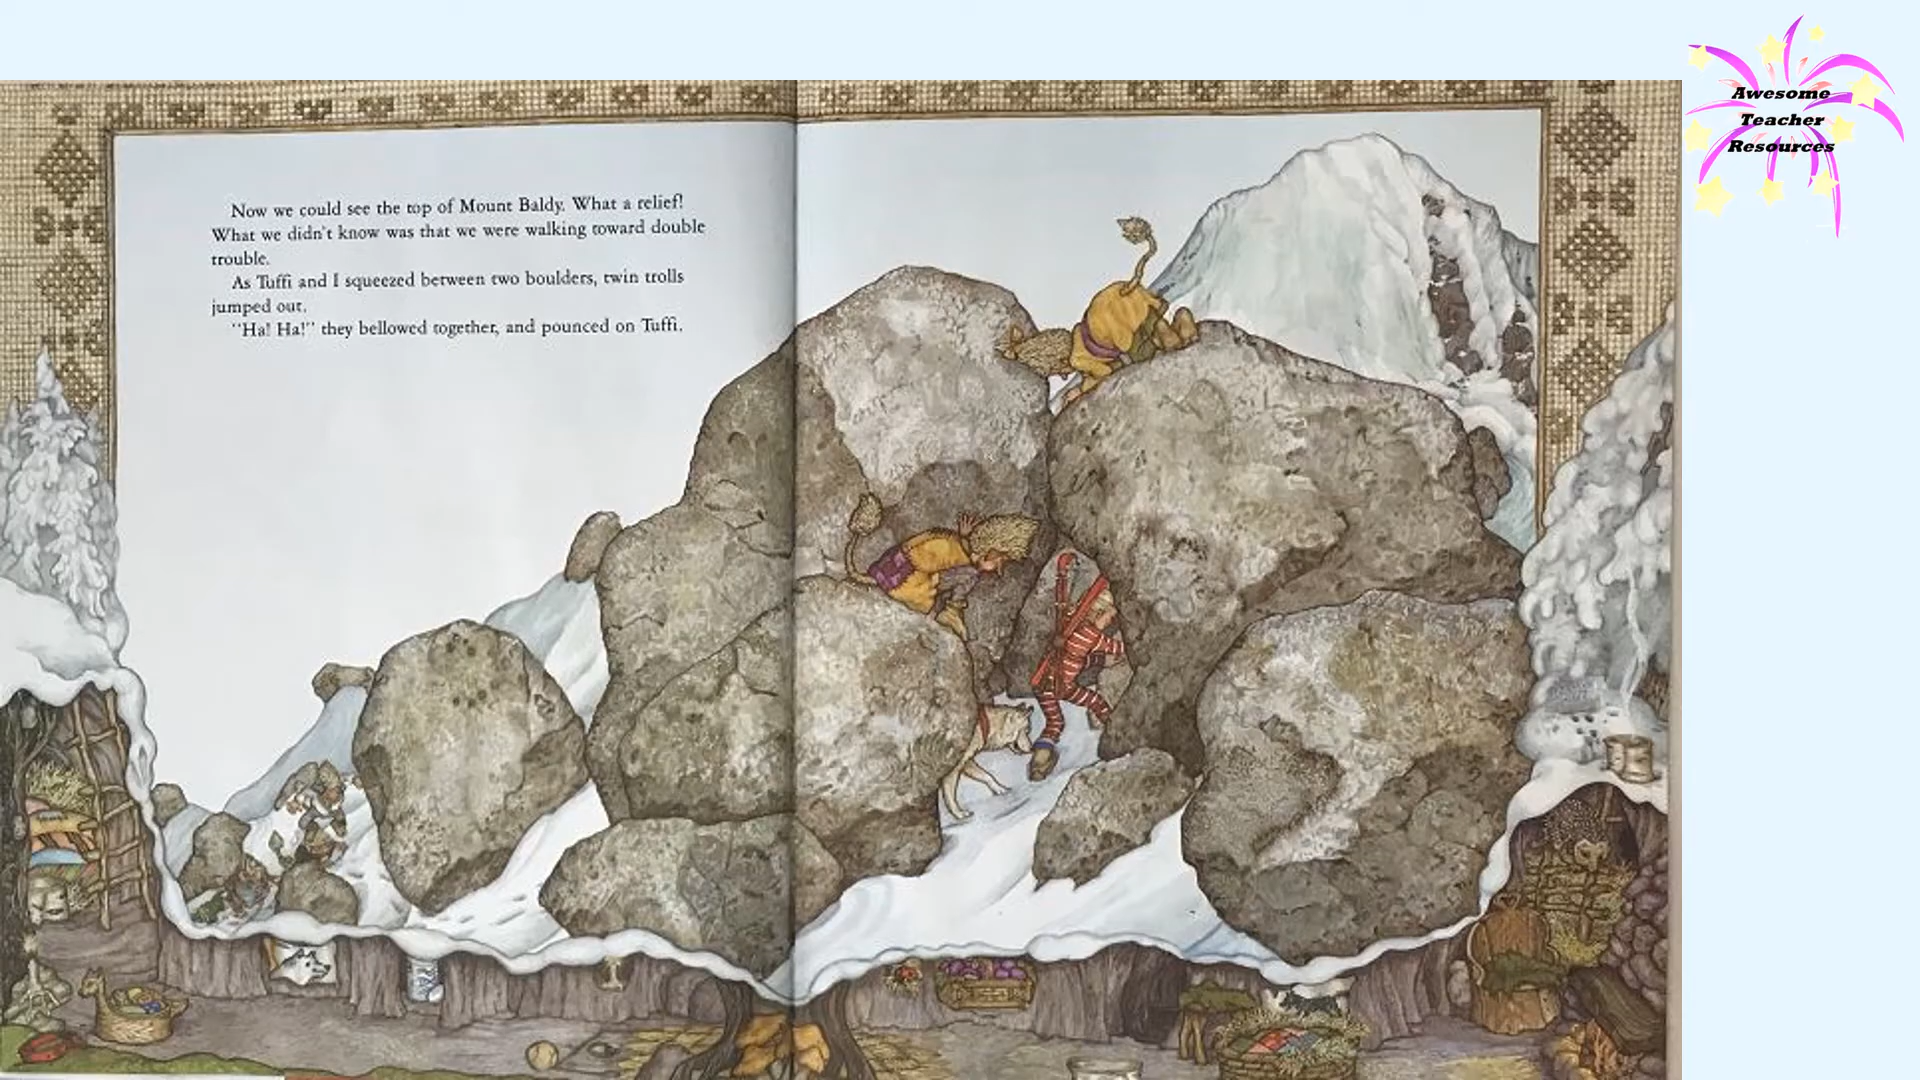 Now we could see the top of Mount Baldy. What a relief!
What we didn't know was that we were walking toward double
trouble.
As Tuffi and I squeezed between two boulders, twin trolls
jumped out.
"Ha! Ha!" they bellowed together, and pounced on Tuffi.
Awesome
Teacher
Resources